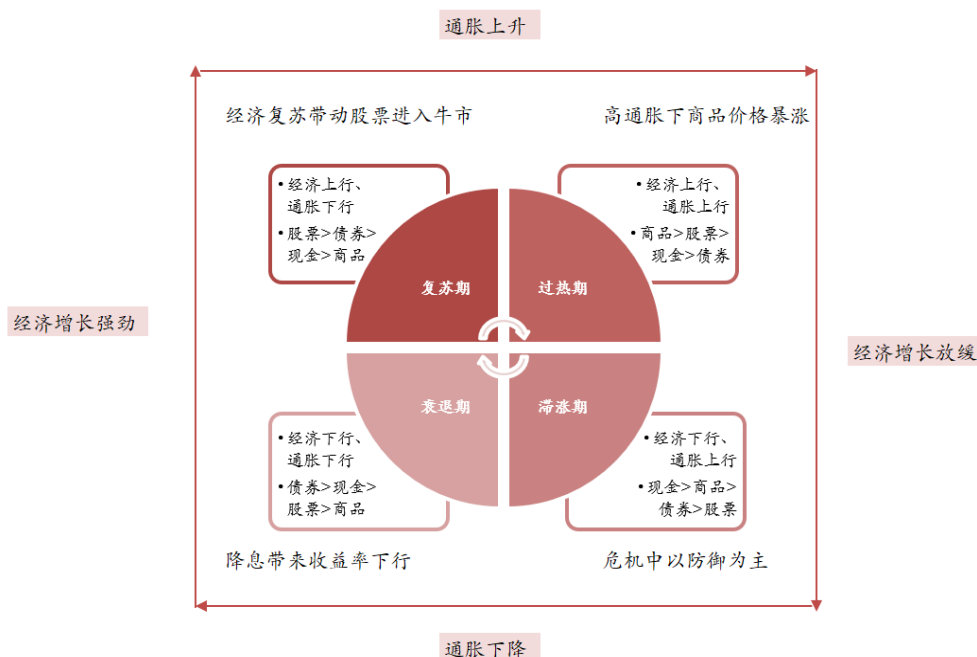 通胀上升
经济复苏带动股票进入牛市
高通胀下商品价格暴涨
• 经济上行、
通胀下行
• 股票>债券>
现金>商品
• 经济上行、
通胀上行
• 商品>股票>
现金>债券
复苏期
过热期
经济增长强劲
经济增长放缓
衰退期
滞涨期
• 经济下行、
通胀下行
• 债券>现金>
股票>商品
• 经济下行、
通胀上行
• 现金>商品>
债券>股票
降息带来收益率下行
危机中以防御为主
通胀下降